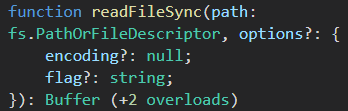 function readFileSync(path:
fs.PathOrFileDescriptor, options?: {
    encoding?: null;
    flag?: string;
}): Buffer (+2 overloads)